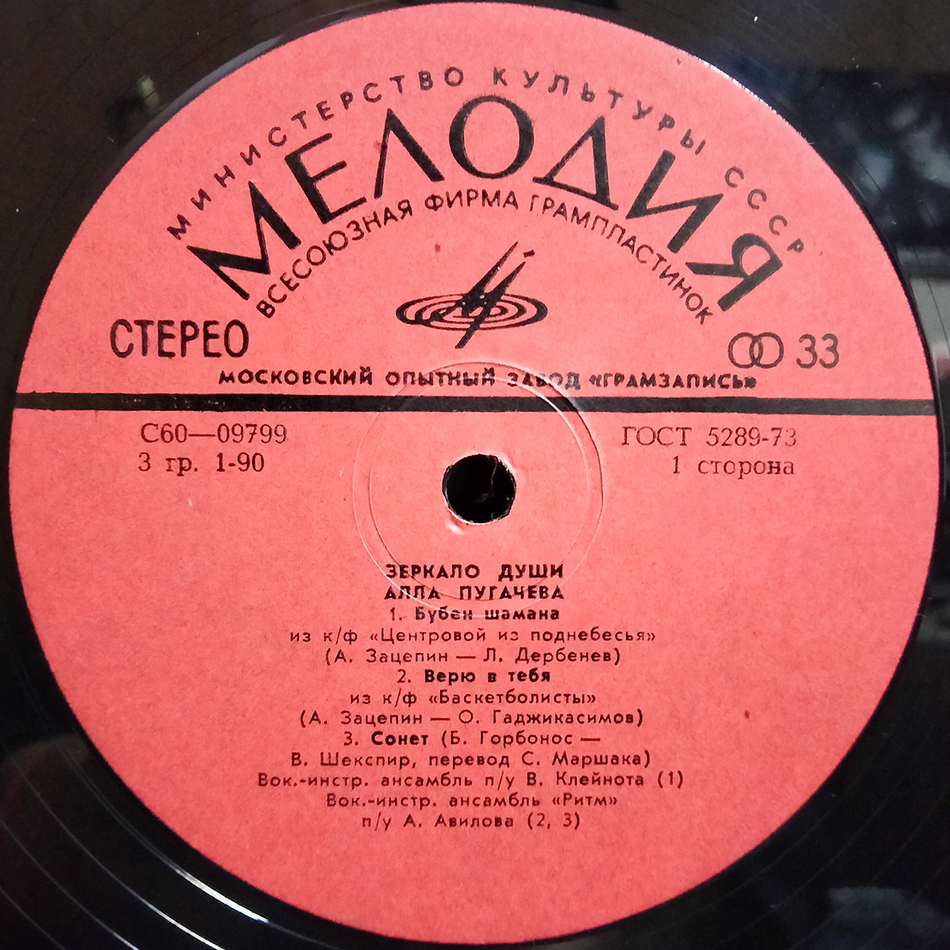 МИНИСТЕРСТВО КУЛЬТУРЫ СССР
МЕЛОДИЯ
ВСЕСОЮЗНАЯ ФИРМА ГРАМПЛАСТИНОК
СТЕРЕО
33
МОСКОВСКИЙ ОПЫТНЫЙ ЗАВОД «ГРАМЗАПИСЬ»
С60—09799
ГОСТ 5289-73
3 гр. 1-90
1 сторона
ЗЕРКАЛО ДУШИ
АЛЛА ПУГАЧЕВА
1. Бубен шамана
из к/ф «Центровой из поднебесья»
(А. Зацепин — Л. Дербенев)
2. Верю в тебя
из к/ф «Баскетболисты»
(А. Зацепин — О. Гаджикасимов)
3. Сонет (Б. Горбонос —
В. Шекспир, перевод С. Маршака)
Вок.-инстр. ансамбль п/у В. Клейнота (1)
Вок.-инстр. ансамбль «Ритм»
п/у А. Авилова (2, 3)